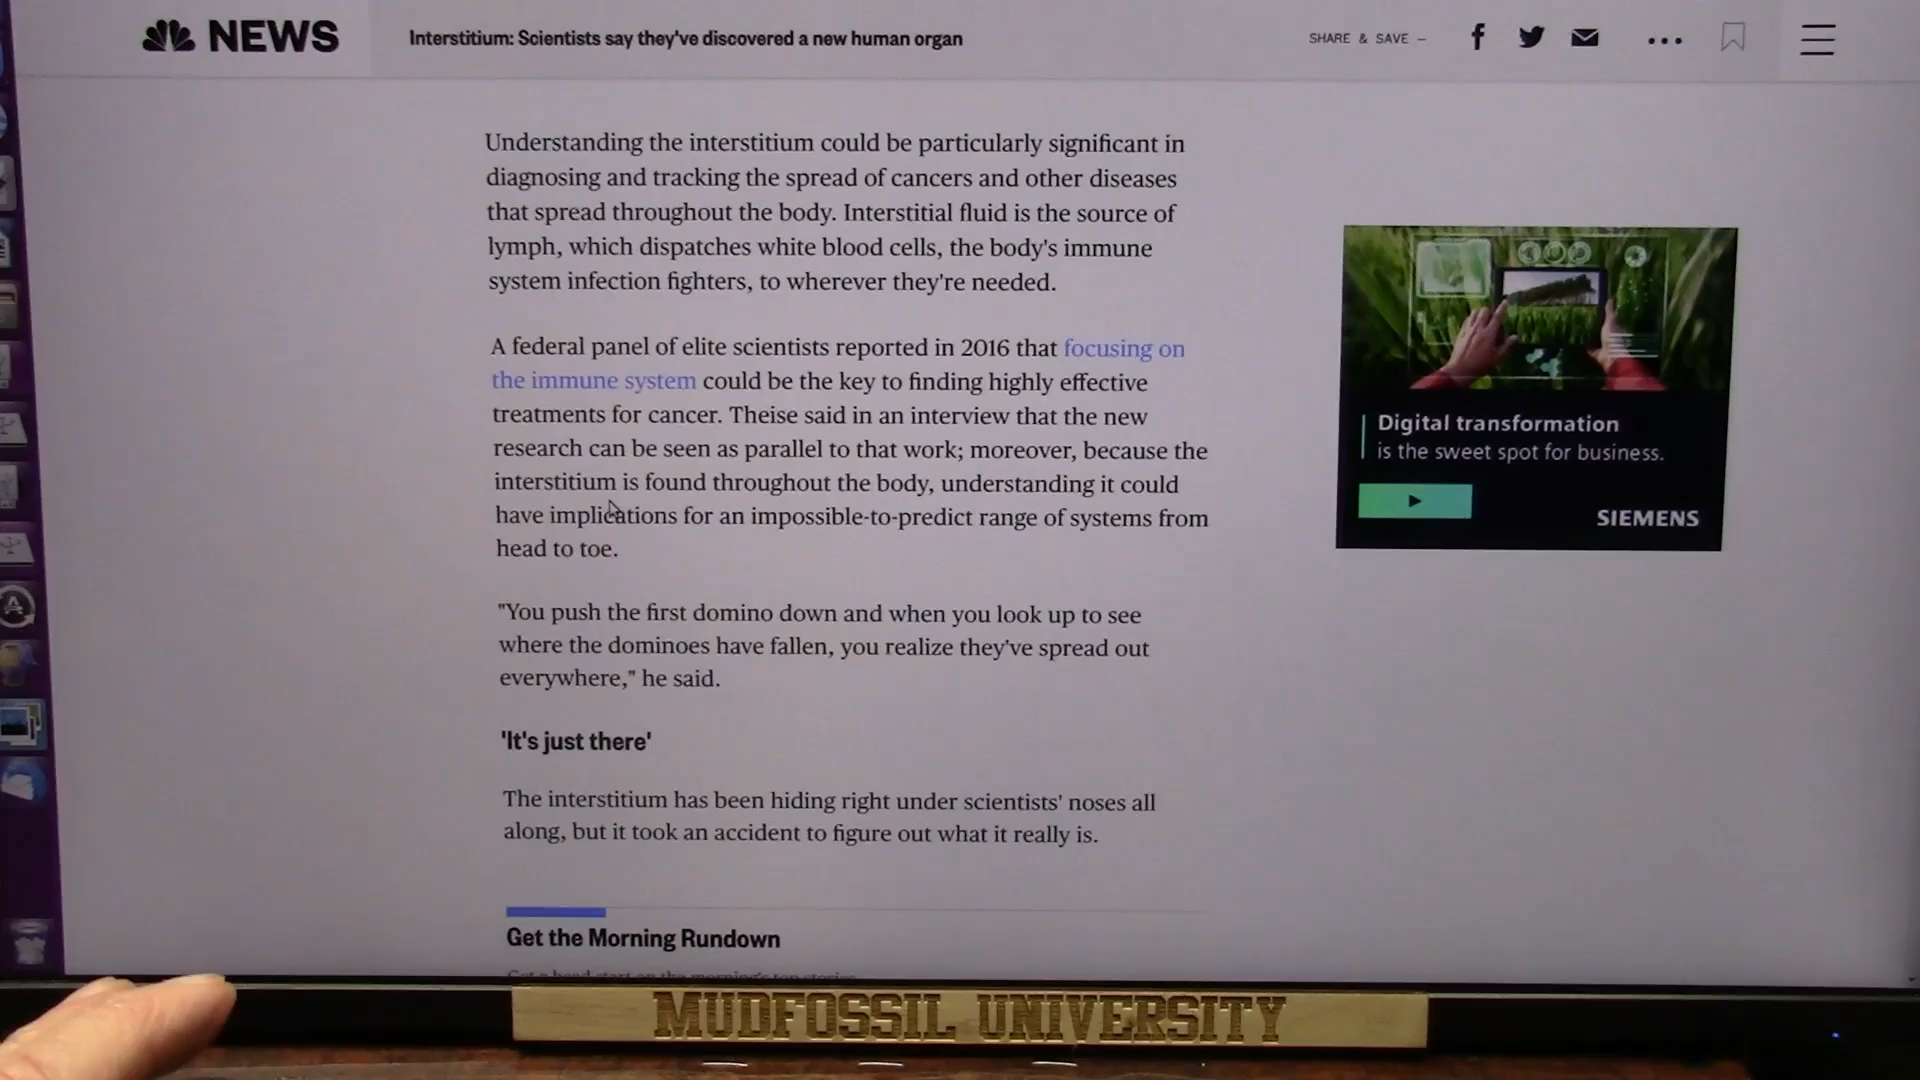 NEWS
Interstitium: Scientists say they've discovered a new human organ
SHARE & SAVE —
Understanding the interstitium could be particularly significant in
diagnosing and tracking the spread of cancers and other diseases
that spread throughout the body. Interstitial fluid is the source of
lymph, which dispatches white blood cells, the body's immune
system infection fighters, to wherever they're needed.
A federal panel of elite scientists reported in 2016 that focusing on
the immune system could be the key to finding highly effective
treatments for cancer. Theise said in an interview that the new
research can be seen as parallel to that work; moreover, because the
interstitium is found throughout the body, understanding it could
have implications for an impossible-to-predict range of systems from
head to toe.
"You push the first domino down and when you look up to see
where the dominoes have fallen, you realize they've spread out
everywhere," he said.
'It's just there'
The interstitium has been hiding right under scientists' noses all
along, but it took an accident to figure out what it really is.
Get the Morning Rundown
Get a head start on the morning's top stories.
Digital transformation
is the sweet spot for business.
SIEMENS
MUDFOSSIL UNIVERSITY